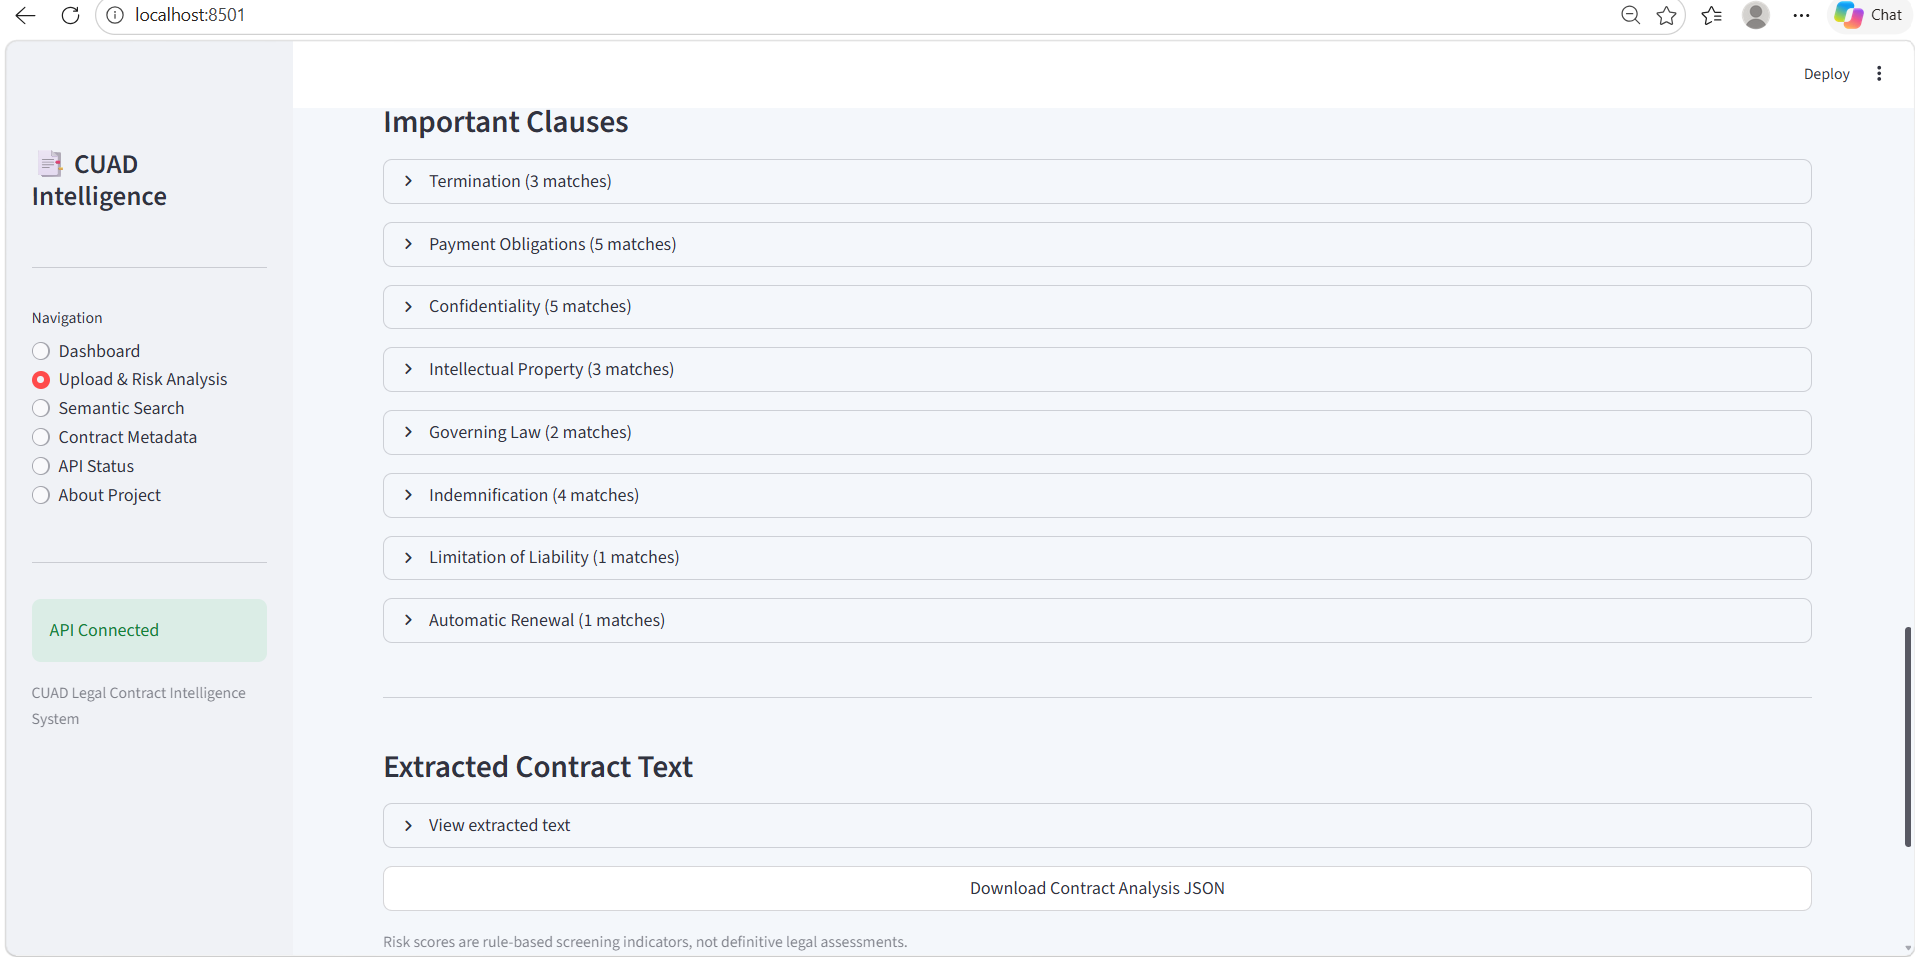 localhost:8501
Chat
Deploy
CUAD
Intelligence
Navigation
Dashboard
Upload & Risk Analysis
Semantic Search
Contract Metadata
API Status
About Project
API Connected
CUAD Legal Contract Intelligence
System
Important Clauses
Termination (3 matches)
Payment Obligations (5 matches)
Confidentiality (5 matches)
Intellectual Property (3 matches)
Governing Law (2 matches)
Indemnification (4 matches)
Limitation of Liability (1 matches)
Automatic Renewal (1 matches)
Extracted Contract Text
View extracted text
Download Contract Analysis JSON
Risk scores are rule-based screening indicators, not definitive legal assessments.